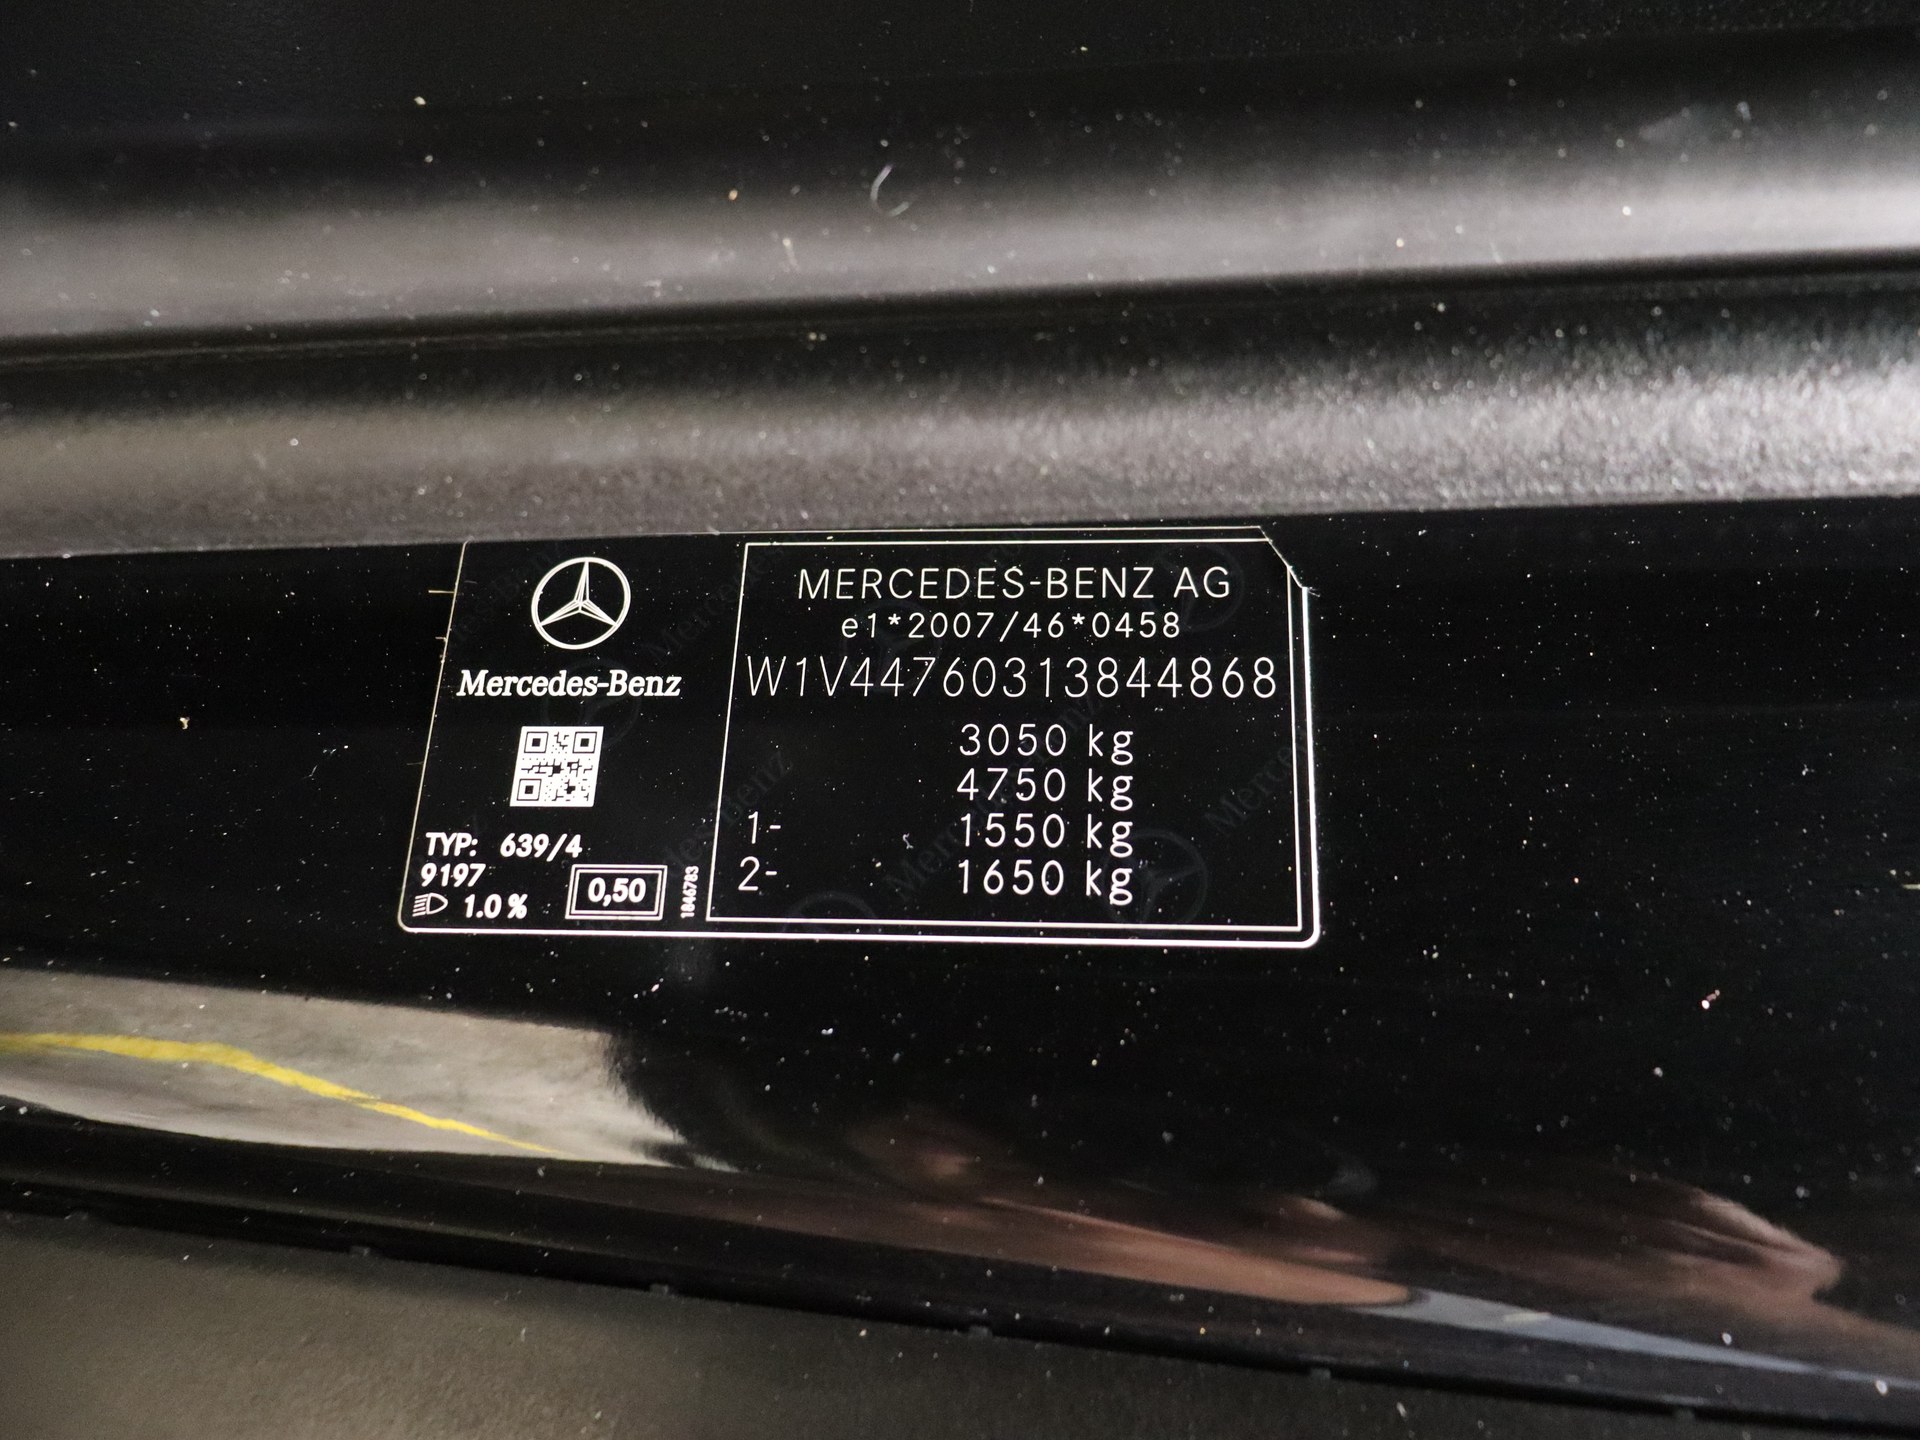 Mercedes-Benz
TYP: 639/4
9197
1.0 %
0,50
1846783
MERCEDES-BENZ AG
e1*2007/46*0458
W1V44760313844868
3050 kg
4750 kg
1- 1550 kg
2- 1650 kg